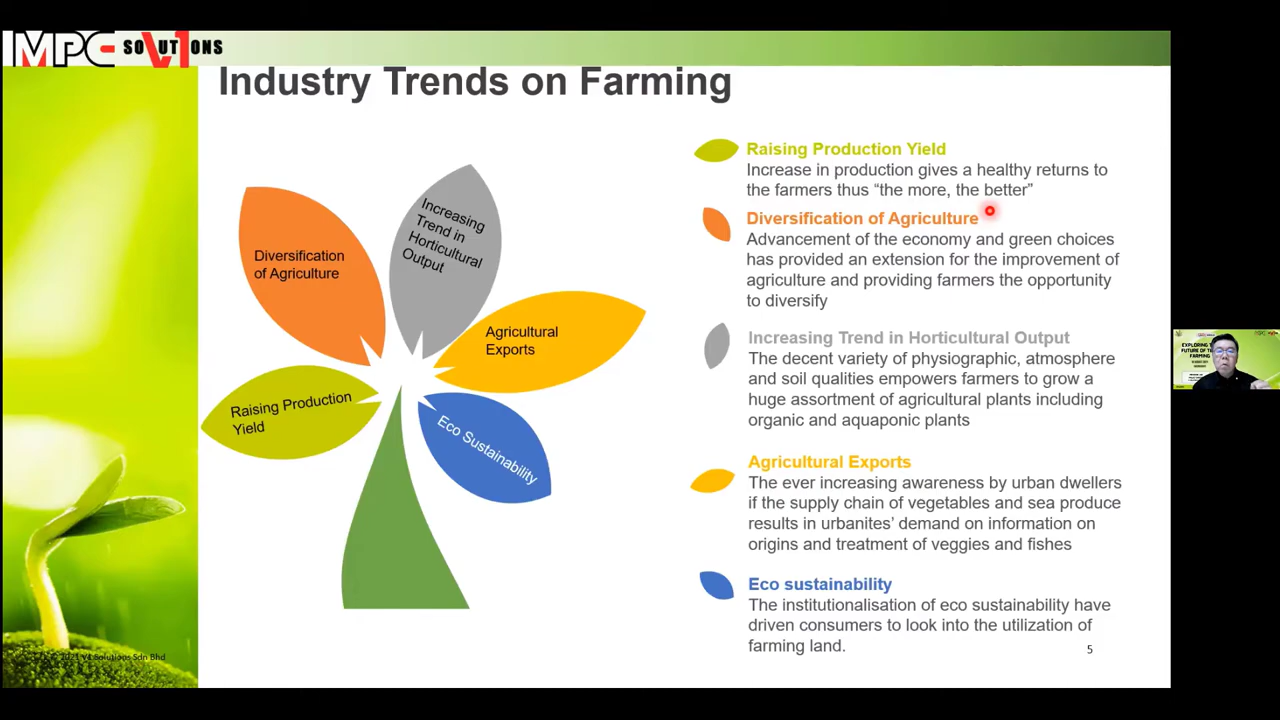 MPC SOLUTIONS
Industry Trends on Farming
Diversification
of Agriculture
Increasing
Trend in
Horticultural
Output
Agricultural
Exports
Raising Production
Yield
Eco Sustainability
Raising Production Yield
Increase in production gives a healthy returns to
the farmers thus “the more, the better”
Diversification of Agriculture
Advancement of the economy and green choices
has provided an extension for the improvement of
agriculture and providing farmers the opportunity
to diversify
Increasing Trend in Horticultural Output
The decent variety of physiographic, atmosphere
and soil qualities empowers farmers to grow a
huge assortment of agricultural plants including
organic and aquaponic plants
Agricultural Exports
The ever increasing awareness by urban dwellers
if the supply chain of vegetables and sea produce
results in urbanites’ demand on information on
origins and treatment of veggies and fishes
Eco sustainability
The institutionalisation of eco sustainability have
driven consumers to look into the utilization of
farming land.
2021 V4 Solutions Sdn Bhd
5